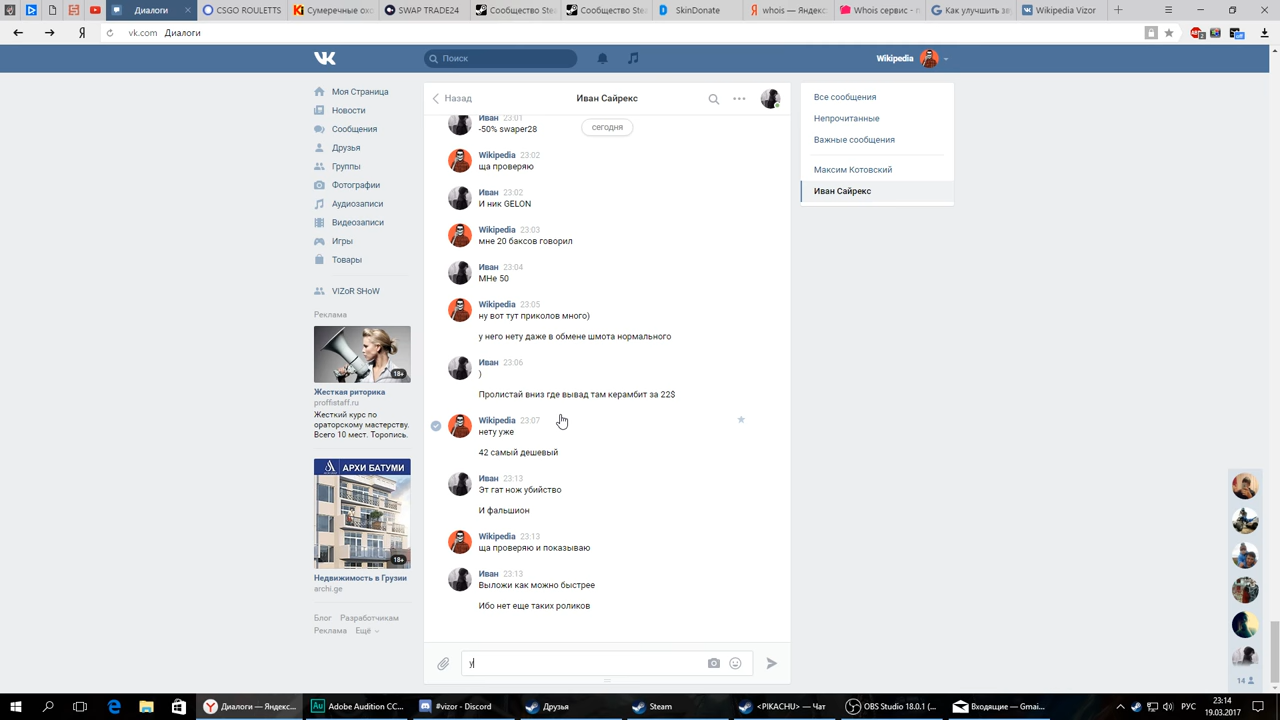 Диалоги
CSGO ROULETTS
Сумеречные охо
SWAP TRADE24
Сообщество Stea
Сообщество Stea
SkinDonate
whois — Яндекс:
Whois сервис - п
Как улучшить зв
Wikipedia Vizor
vk.com Диалоги
Поиск
Wikipedia
Моя Страница
Новости
Сообщения
Друзья
Группы
Фотографии
Аудиозаписи
Видеозаписи
Игры
Товары
VIZoR SHoW
Реклама
18+
Жесткая риторика
proffistaff.ru
Жесткий курс по
ораторскому мастерству.
Всего 10 мест. Торопись.
АРХИ БАТУМИ
18+
Недвижимость в Грузии
archi.ge
Блог Разработчикам
Реклама Ещё
Назад
Иван Сайрекс
сегодня
Иван 23:01
-50% swaper28
Wikipedia 23:02
ща проверяю
Иван 23:02
И ник GELON
Wikipedia 23:03
мне 20 баксов говорил
Иван 23:04
МНе 50
Wikipedia 23:05
ну вот тут приколов много)
у него нету даже в обмене шмота нормального
Иван 23:06
)
Пролистай вниз где вывад там керамбит за 22$
Wikipedia 23:07
нету уже
42 самый дешевый
Иван 23:13
Эт гат нож убийство
И фальшион
Wikipedia 23:13
ща проверяю и показываю
Иван 23:13
Выложи как можно быстрее
Ибо нет еще таких роликов
у
Все сообщения
Непрочитанные
Важные сообщения
Максим Котовский
Иван Сайрекс
14
Диалоги — Яндекс...
Adobe Audition CC...
#vizor - Discord
Друзья
Steam
<PIKACHU> — Чат
OBS Studio 18.0.1 (...
Входящие — Gmai...
РУС
23:14
19.03.2017